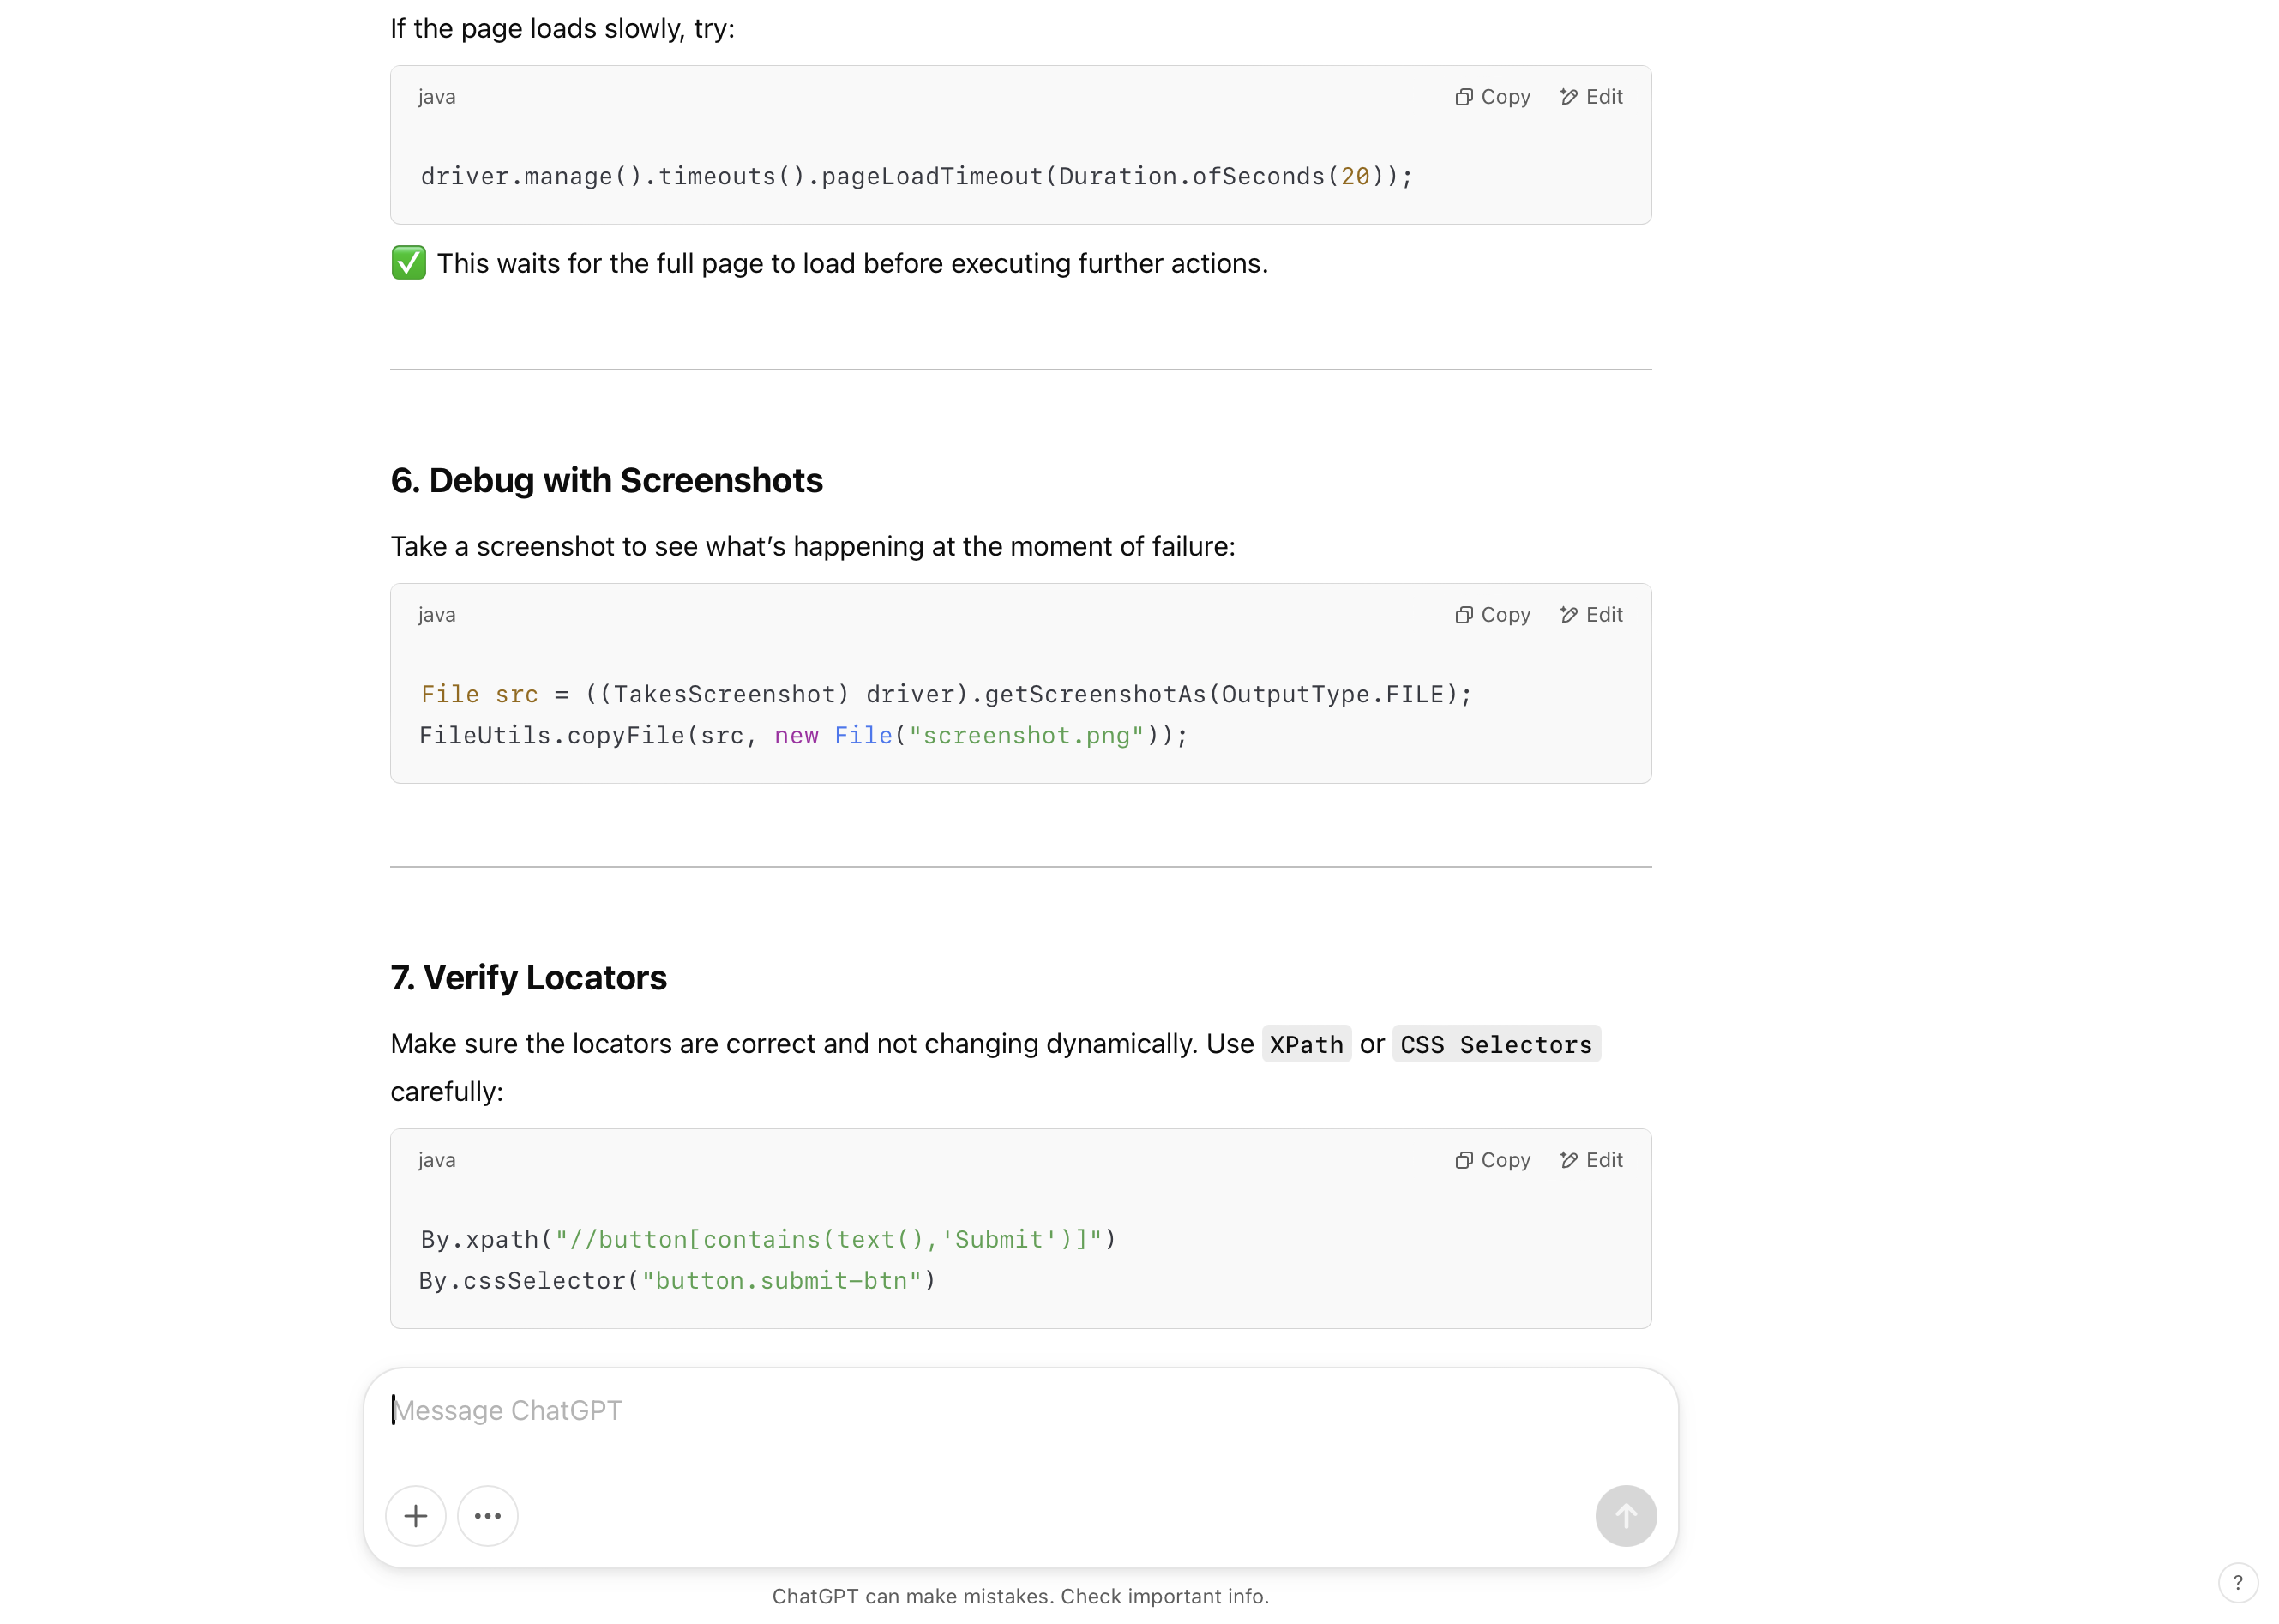 If the page loads slowly, try:
java
Copy Edit
driver.manage().timeouts().pageLoadTimeout(Duration.ofSeconds(20));
✅ This waits for the full page to load before executing further actions.
6. Debug with Screenshots
Take a screenshot to see what’s happening at the moment of failure:
java
Copy Edit
File src = ((TakesScreenshot) driver).getScreenshotAs(OutputType.FILE);
FileUtils.copyFile(src, new File("screenshot.png"));
7. Verify Locators
Make sure the locators are correct and not changing dynamically. Use XPath or CSS Selectors
carefully:
java
Copy Edit
By.xpath("//button[contains(text(),'Submit')]")
By.cssSelector("button.submit-btn")
Message ChatGPT
ChatGPT can make mistakes. Check important info.
?